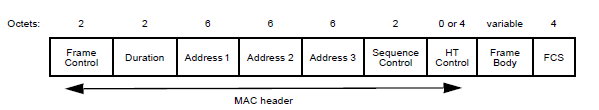 Octets: 2 2 6 6 6 2 0 or 4 variable 4
Frame Control Duration Address 1 Address 2 Address 3 Sequence Control HT Control Frame Body FCS
MAC header